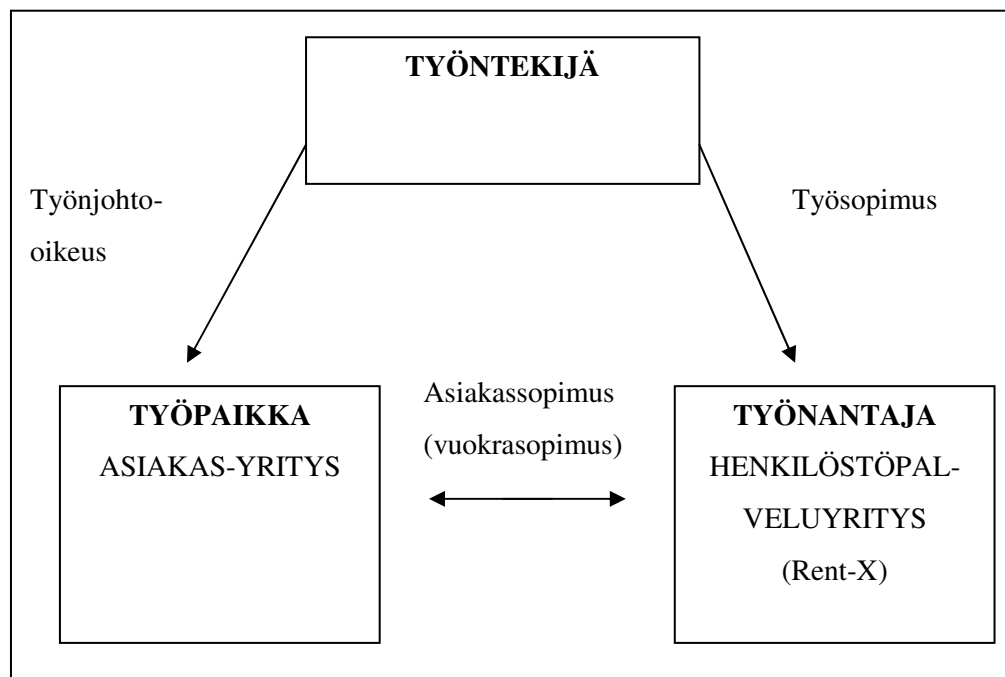 TYÖNTEKIJÄ
Työnjohto-
oikeus
Työsopimus
TYÖPAIKKA
ASIAKAS-YRITYS
Asiakassopimus
(vuokrasopimus)
TYÖNANTAJA
HENKILÖSTÖPAL-
VELUYRITYS
(Rent-X)